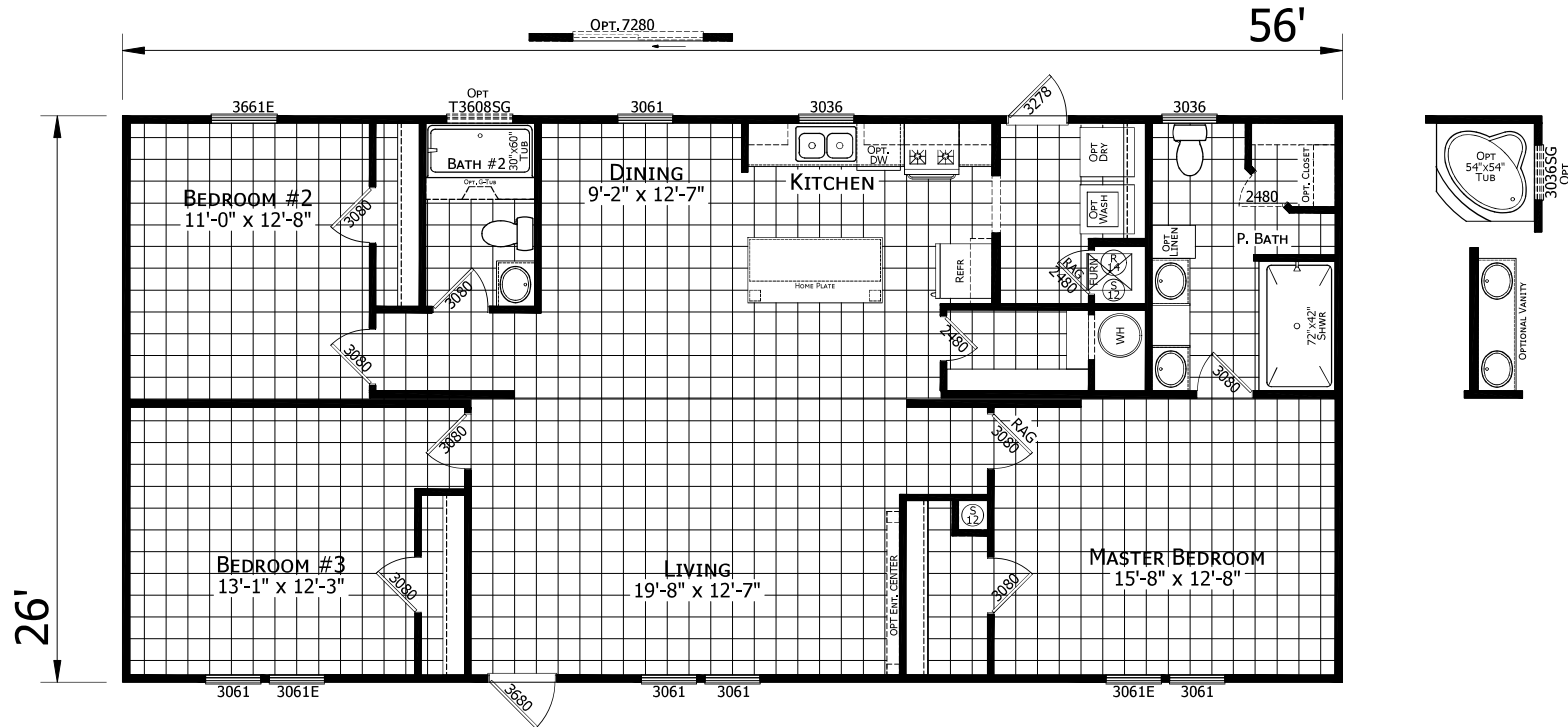 56'
OPT. 7280
3661E
OPT
T3608SG
3061
3036
3278
3036
BATH #2
30"x60"
TUB
OPT. G-TUB
DINING
9'-2" x 12'-7"
KITCHEN
OPT.
DW
OPT
DRY
OPT
WASH
OPT. CLOSET
2480
OPT
54"x54"
TUB
3036SG
OPT
BEDROOM #2
11'-0" x 12'-8"
3080
P. BATH
OPT
LINEN
HOME PLATE
REFR
RAG
2480
FURN
R
14
S
12
3080
3080
2480
WH
72"x42"
SHWR
3080
OPTIONAL VANITY
3080
3080
RAG
S
12
BEDROOM #3
13'-1" x 12'-3"
3080
LIVING
19'-8" x 12'-7"
OPT ENT. CENTER
3080
MASTER BEDROOM
15'-8" x 12'-8"
26'
3061
3061E
3680
3061
3061
3061E
3061